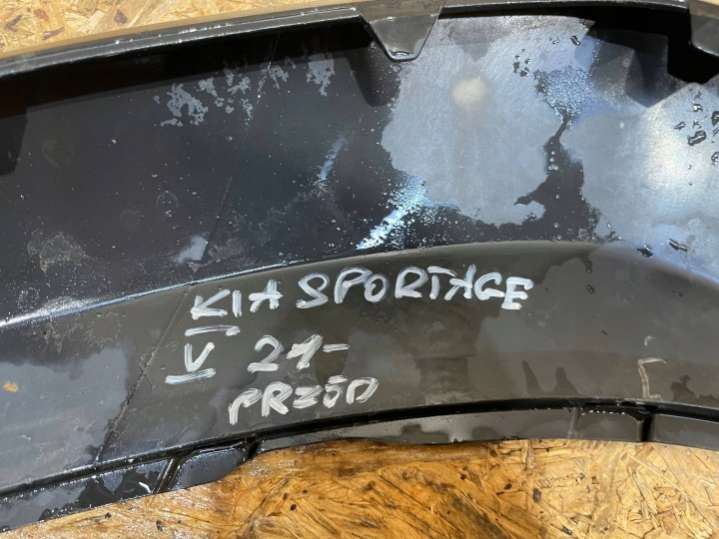 KIA SPORTAGE
V 21-
PRZÓD